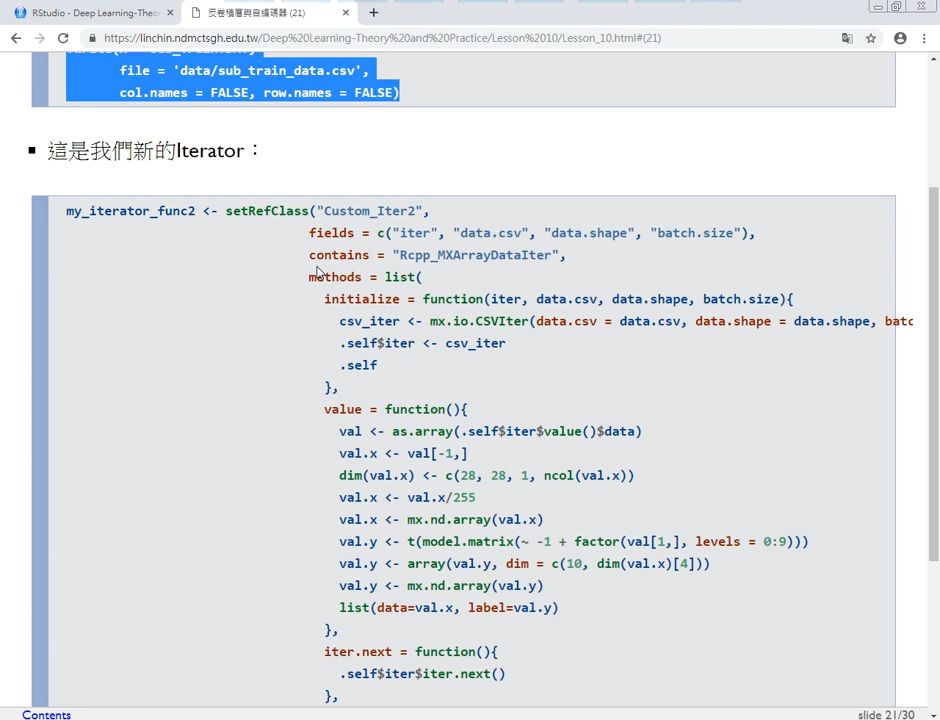 RStudio - Deep Learning-Theo
反卷積層與自編碼器 (21)
https://linchin.ndmctsgh.edu.tw/Deep%20Learning-Theory%20and%20Practice/Lesson%2010/Lesson_10.html#(21)
file = 'data/sub_train_data.csv',
col.names = FALSE, row.names = FALSE)
這是我們新的Iterator：
my_iterator_func2 <- setRefClass("Custom_Iter2",
fields = c("iter", "data.csv", "data.shape", "batch.size"),
contains = "Rcpp_MXArrayDataIter",
methods = list(
initialize = function(iter, data.csv, data.shape, batch.size){
csv_iter <- mx.io.CSVIter(data.csv = data.csv, data.shape = data.shape, batc
.self$iter <- csv_iter
.self
},
value = function(){
val <- as.array(.self$iter$value()$data)
val.x <- val[-1,]
dim(val.x) <- c(28, 28, 1, ncol(val.x))
val.x <- val.x/255
val.x <- mx.nd.array(val.x)
val.y <- t(model.matrix(~ -1 + factor(val[1,], levels = 0:9)))
val.y <- array(val.y, dim = c(10, dim(val.x)[4]))
val.y <- mx.nd.array(val.y)
list(data=val.x, label=val.y)
},
iter.next = function(){
.self$iter$iter.next()
},
Contents
slide 21/30